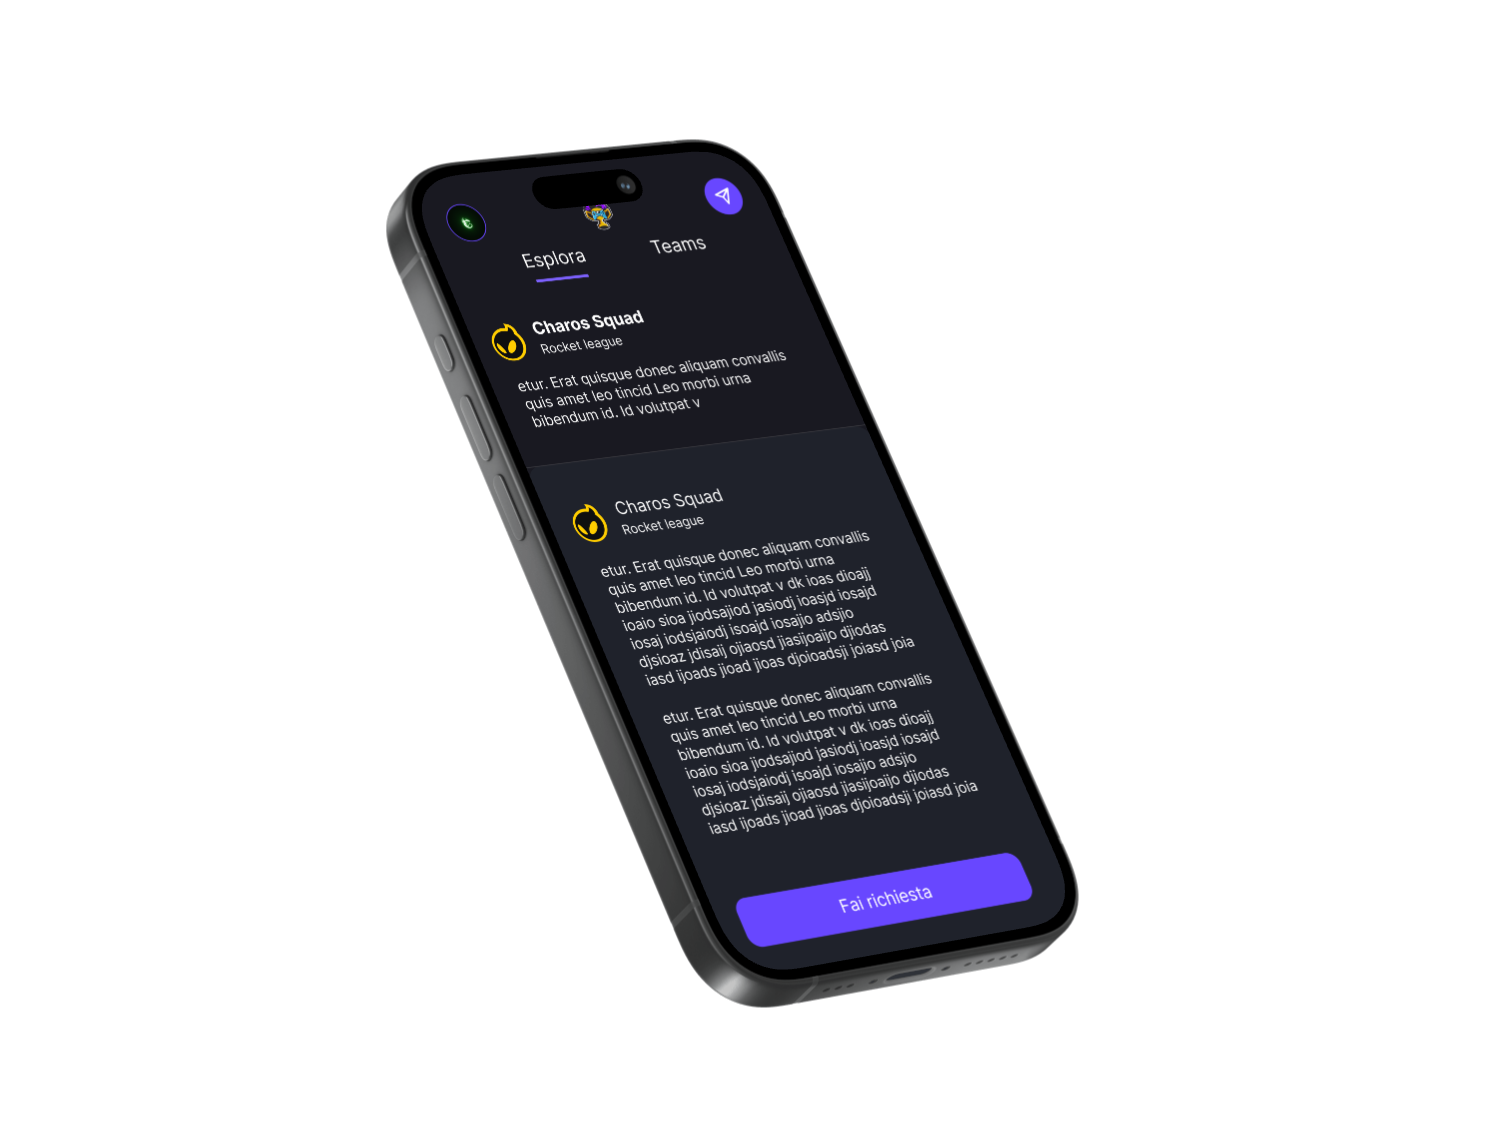 Esplora
Teams
Charos Squad
Rocket league
etur. Erat quisque donec aliquam convallis
quis amet leo tincid Leo morbi urna
bibendum id. Id volutpat v
Charos Squad
Rocket league
etur. Erat quisque donec aliquam convallis
quis amet leo tincid Leo morbi urna
bibendum id. Id volutpat v dk ioas dioajj
ioaio sioa jiodsajiod jasiodj ioasjd iosajd
iosaj iodsjaiodj isoajd iosajio adsjio
djsioaz jdisaij ojiaosd jiasijoaijo djiodas
iasd ijoads jioad jioas djoioadsji joiasd joia
etur. Erat quisque donec aliquam convallis
quis amet leo tincid Leo morbi urna
bibendum id. Id volutpat v dk ioas dioajj
ioaio sioa jiodsajiod jasiodj ioasjd iosajd
iosaj iodsjaiodj isoajd iosajio adsjio
djsioaz jdisaij ojiaosd jiasijoaijo djiodas
iasd ijoads jioad jioas djoioadsji joiasd joia
Fai richiesta